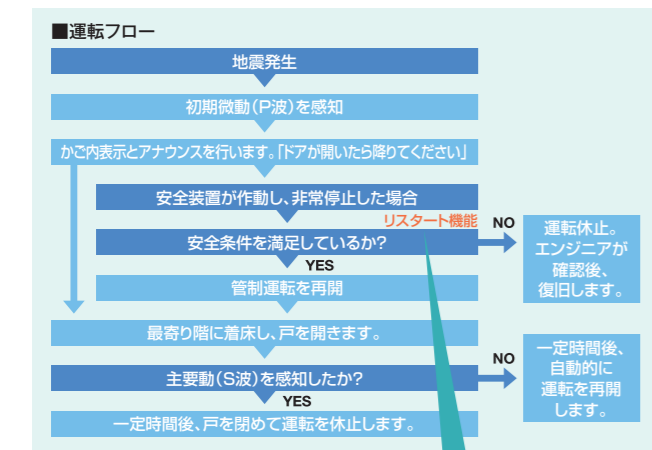 ■運転フロー
地震発生
初期微動(P波)を感知
かご内表示とアナウンスを行います。「ドアが開いたら降りてください」
安全装置が作動し、非常停止した場合
リスタート機能
安全条件を満足しているか?
NO
運転休止。
エンジニアが
確認後、
復旧します。
YES
管制運転を再開
最寄り階に着床し、戸を開きます。
主要動(S波)を感知したか?
NO
一定時間後、
自動的に
運転を再開
します。
YES
一定時間後、戸を閉めて運転を休止します。